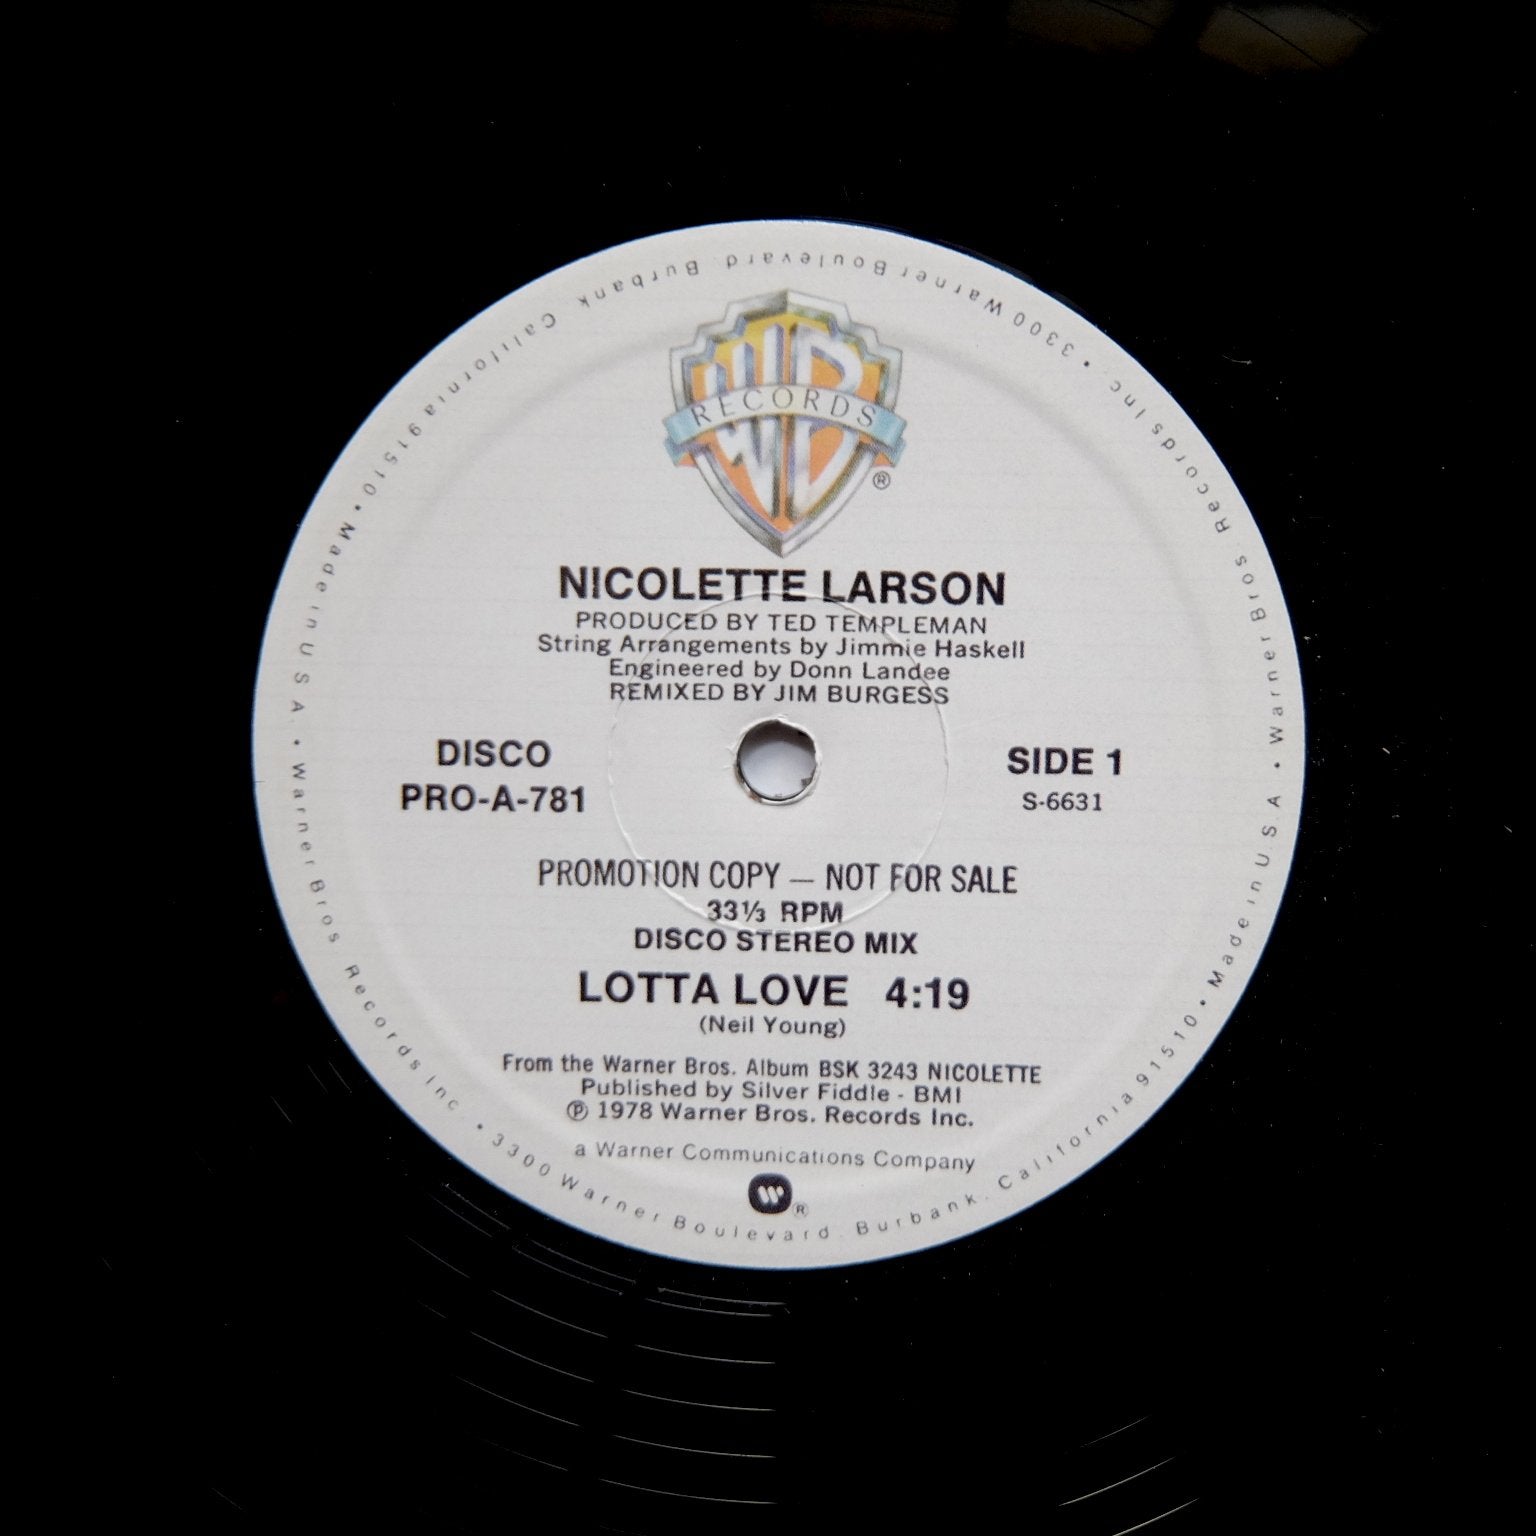 WB
RECORDS
®
NICOLETTE LARSON
PRODUCED BY TED TEMPLEMAN
String Arrangements by Jimmie Haskell
Engineered by Donn Landee
REMIXED BY JIM BURGESS
DISCO
PRO-A-781
SIDE 1
S-6631
PROMOTION COPY — NOT FOR SALE
33⅓ RPM
DISCO STEREO MIX
LOTTA LOVE 4:19
(Neil Young)
From the Warner Bros. Album BSK 3243 NICOLETTE
Published by Silver Fiddle - BMI
℗ 1978 Warner Bros. Records Inc.
a Warner Communications Company
W ®
Warner Bros. Records Inc. • 3300 Warner Boulevard, Burbank, California 91510 • Made in U.S.A. • Warner Bros. Records Inc. • 3300 Warner Boulevard, Burbank, California 91510 • Made in U.S.A. •